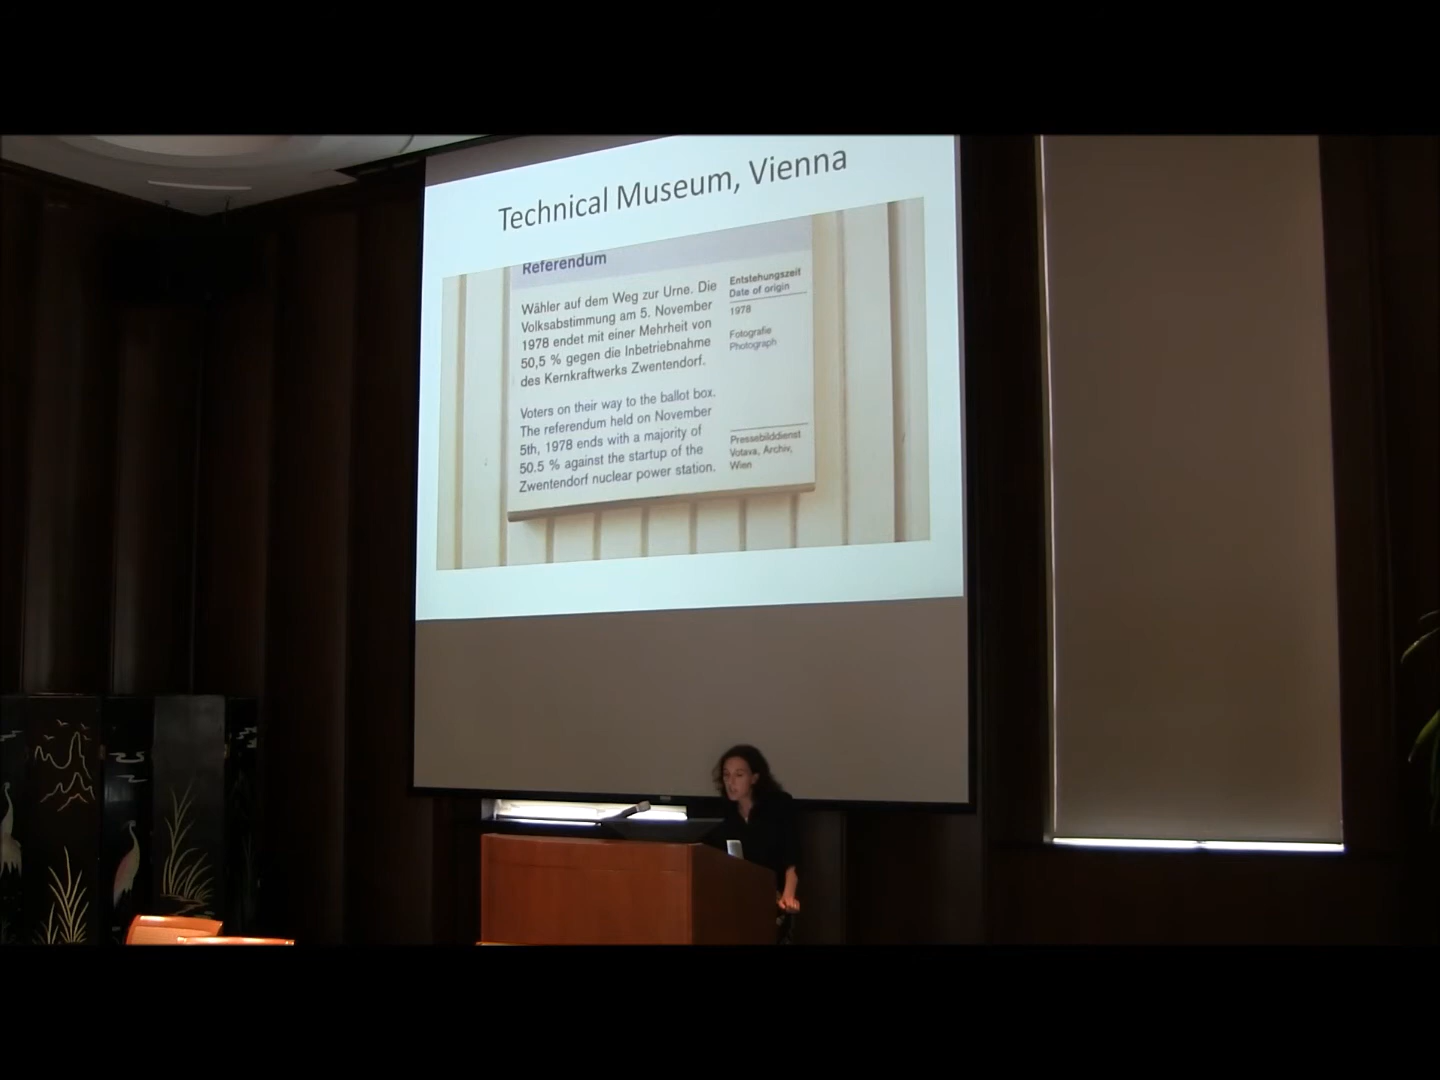 Technical Museum, Vienna
Referendum
Wähler auf dem Weg zur Urne. Die
Volksabstimmung am 5. November
1978 endet mit einer Mehrheit von
50,5 % gegen die Inbetriebnahme
des Kernkraftwerks Zwentendorf.
Voters on their way to the ballot box.
The referendum held on November
5th, 1978 ends with a majority of
50.5 % against the startup of the
Zwentendorf nuclear power station.
Entstehungszeit
Date of origin
1978
Fotografie
Photograph
Pressebilddienst
Votava, Archiv,
Wien